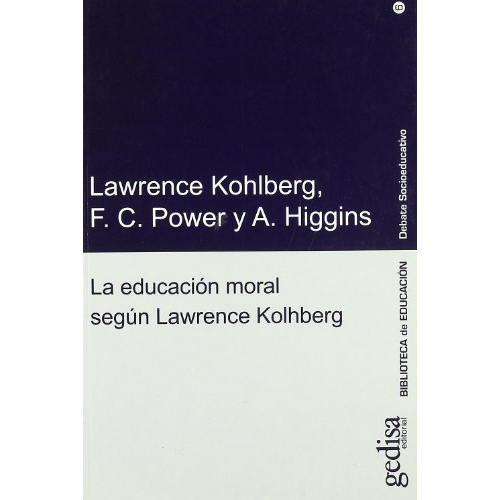 Lawrence Kohlberg,
F. C. Power y A. Higgins
La educación moral
según Lawrence Kolhberg
6
Debate Socioeducativo
BIBLIOTECA de EDUCACIÓN
gedisa
editorial